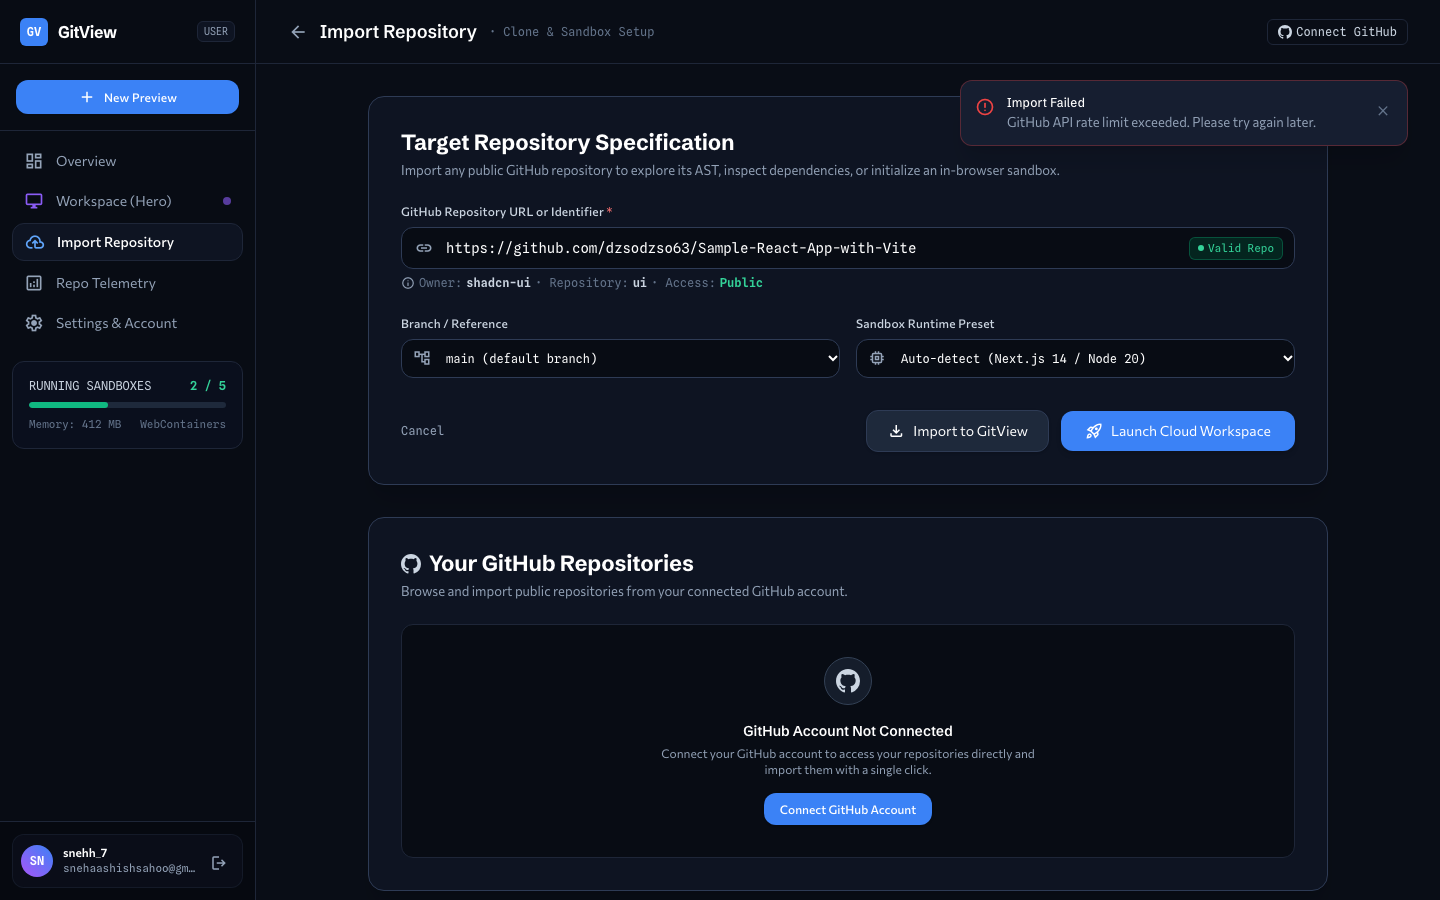 GV GitView USER
New Preview
Overview
Workspace (Hero)
Import Repository
Repo Telemetry
Settings & Account
RUNNING SANDBOXES 2 / 5
Memory: 412 MB WebContainers
SN snehh_7
snehaashishsahoo@gm…
Import Repository · Clone & Sandbox Setup
Connect GitHub
Import Failed
GitHub API rate limit exceeded. Please try again later.
Target Repository Specification
Import any public GitHub repository to explore its AST, inspect dependencies, or initialize an in-browser sandbox.
GitHub Repository URL or Identifier *
https://github.com/dzsodzso63/Sample-React-App-with-Vite Valid Repo
Owner: shadcn-ui · Repository: ui · Access: Public
Branch / Reference Sandbox Runtime Preset
main (default branch) Auto-detect (Next.js 14 / Node 20)
Cancel Import to GitView Launch Cloud Workspace
Your GitHub Repositories
Browse and import public repositories from your connected GitHub account.
GitHub Account Not Connected
Connect your GitHub account to access your repositories directly and
import them with a single click.
Connect GitHub Account